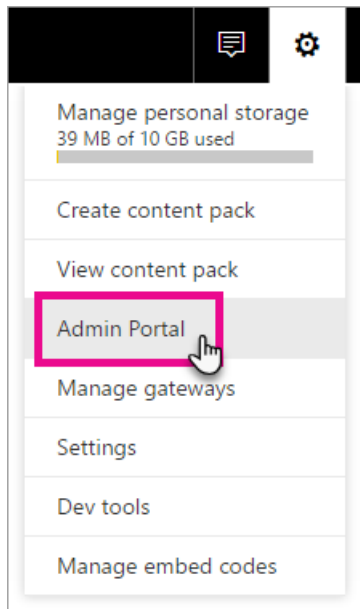 Manage personal storage
39 MB of 10 GB used
Create content pack
View content pack
Admin Portal
Manage gateways
Settings
Dev tools
Manage embed codes